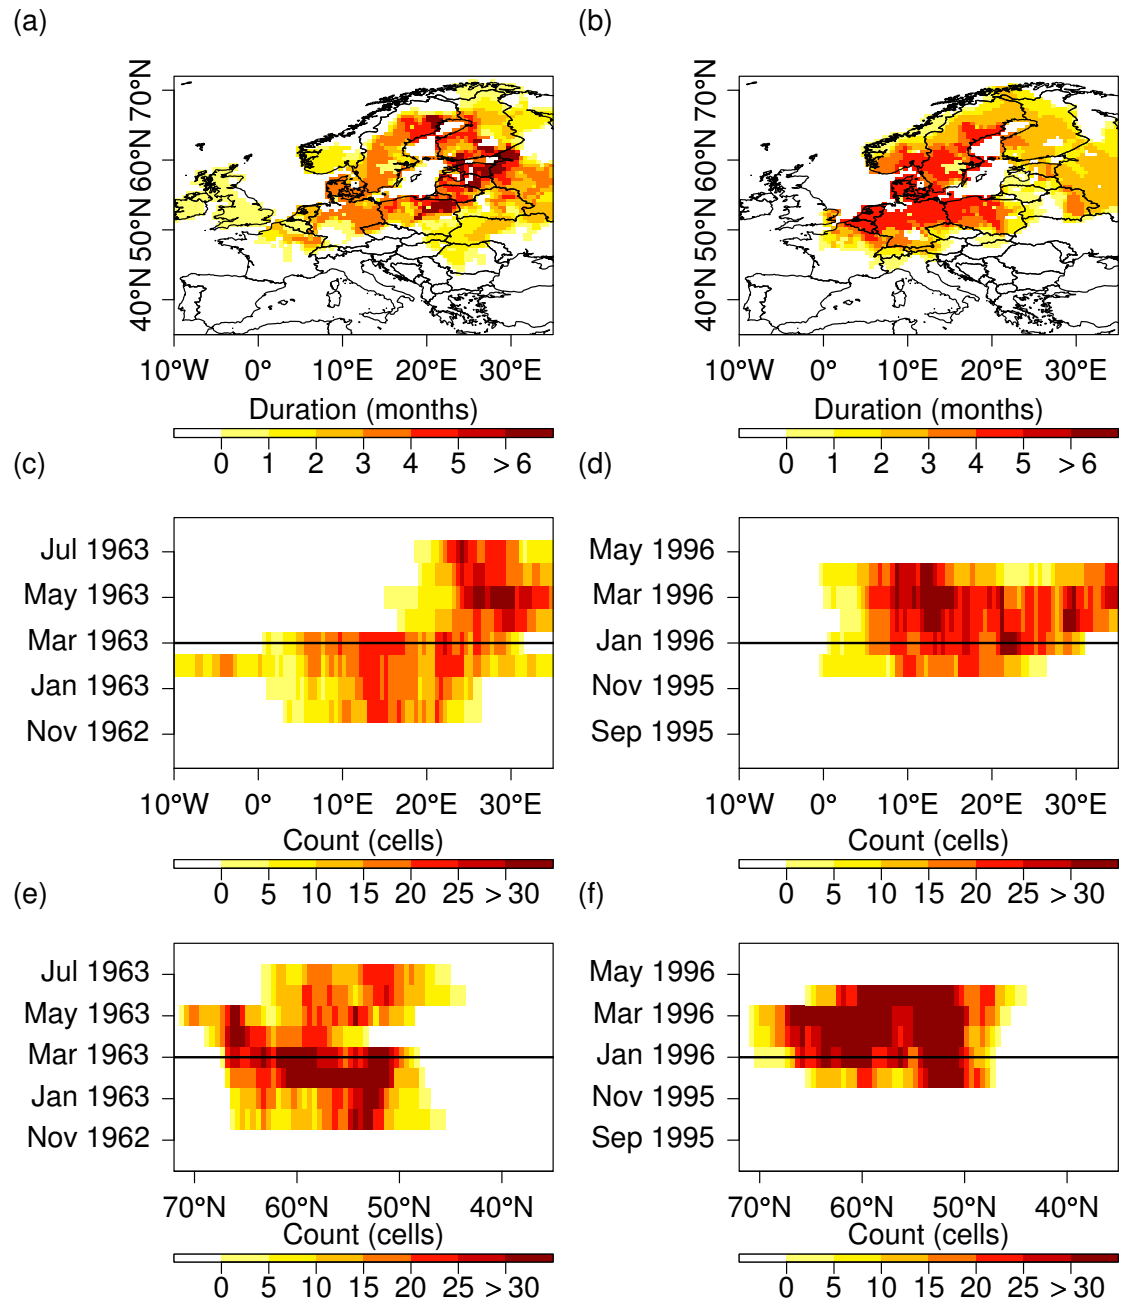 (a)
(b)
40°N 50°N 60°N 70°N
40°N 50°N 60°N 70°N
10°W 0° 10°E 20°E 30°E
10°W 0° 10°E 20°E 30°E
Duration (months)
Duration (months)
0 1 2 3 4 5 >6
0 1 2 3 4 5 >6
(c)
(d)
Jul 1963
May 1963
Mar 1963
Jan 1963
Nov 1962
May 1996
Mar 1996
Jan 1996
Nov 1995
Sep 1995
10°W 0° 10°E 20°E 30°E
10°W 0° 10°E 20°E 30°E
Count (cells)
Count (cells)
0 5 10 15 20 25 >30
0 5 10 15 20 25 >30
(e)
(f)
Jul 1963
May 1963
Mar 1963
Jan 1963
Nov 1962
May 1996
Mar 1996
Jan 1996
Nov 1995
Sep 1995
70°N 60°N 50°N 40°N
70°N 60°N 50°N 40°N
Count (cells)
Count (cells)
0 5 10 15 20 25 >30
0 5 10 15 20 25 >30